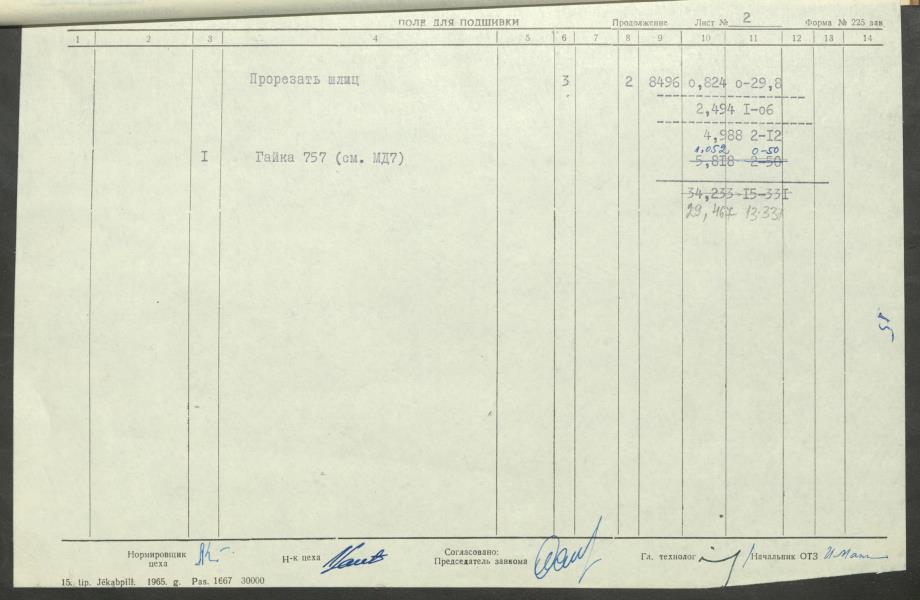 ПОЛЕ ДЛЯ ПОДШИВКИ Продолжение Лист № 2 Форма № 225 зав
1 2 3 4 5 6 7 8 9 10 11 12 13 14
Прорезать шлиц 3 2 8496 0,824 0-29,8
2,494 I-06
4,988 2-I2
1.052 0-50
I Гайка 757 (см. МД7) 5,8I8 2-50
34,233 I5-33I
29,467 13.331
Нормировщик цеха
Н-к цеха
Согласовано:
Председатель завкома
Гл. технолог
Начальник ОТЗ
15. tip. Jēkabpilī. 1965. g. Pas. 1667 30000